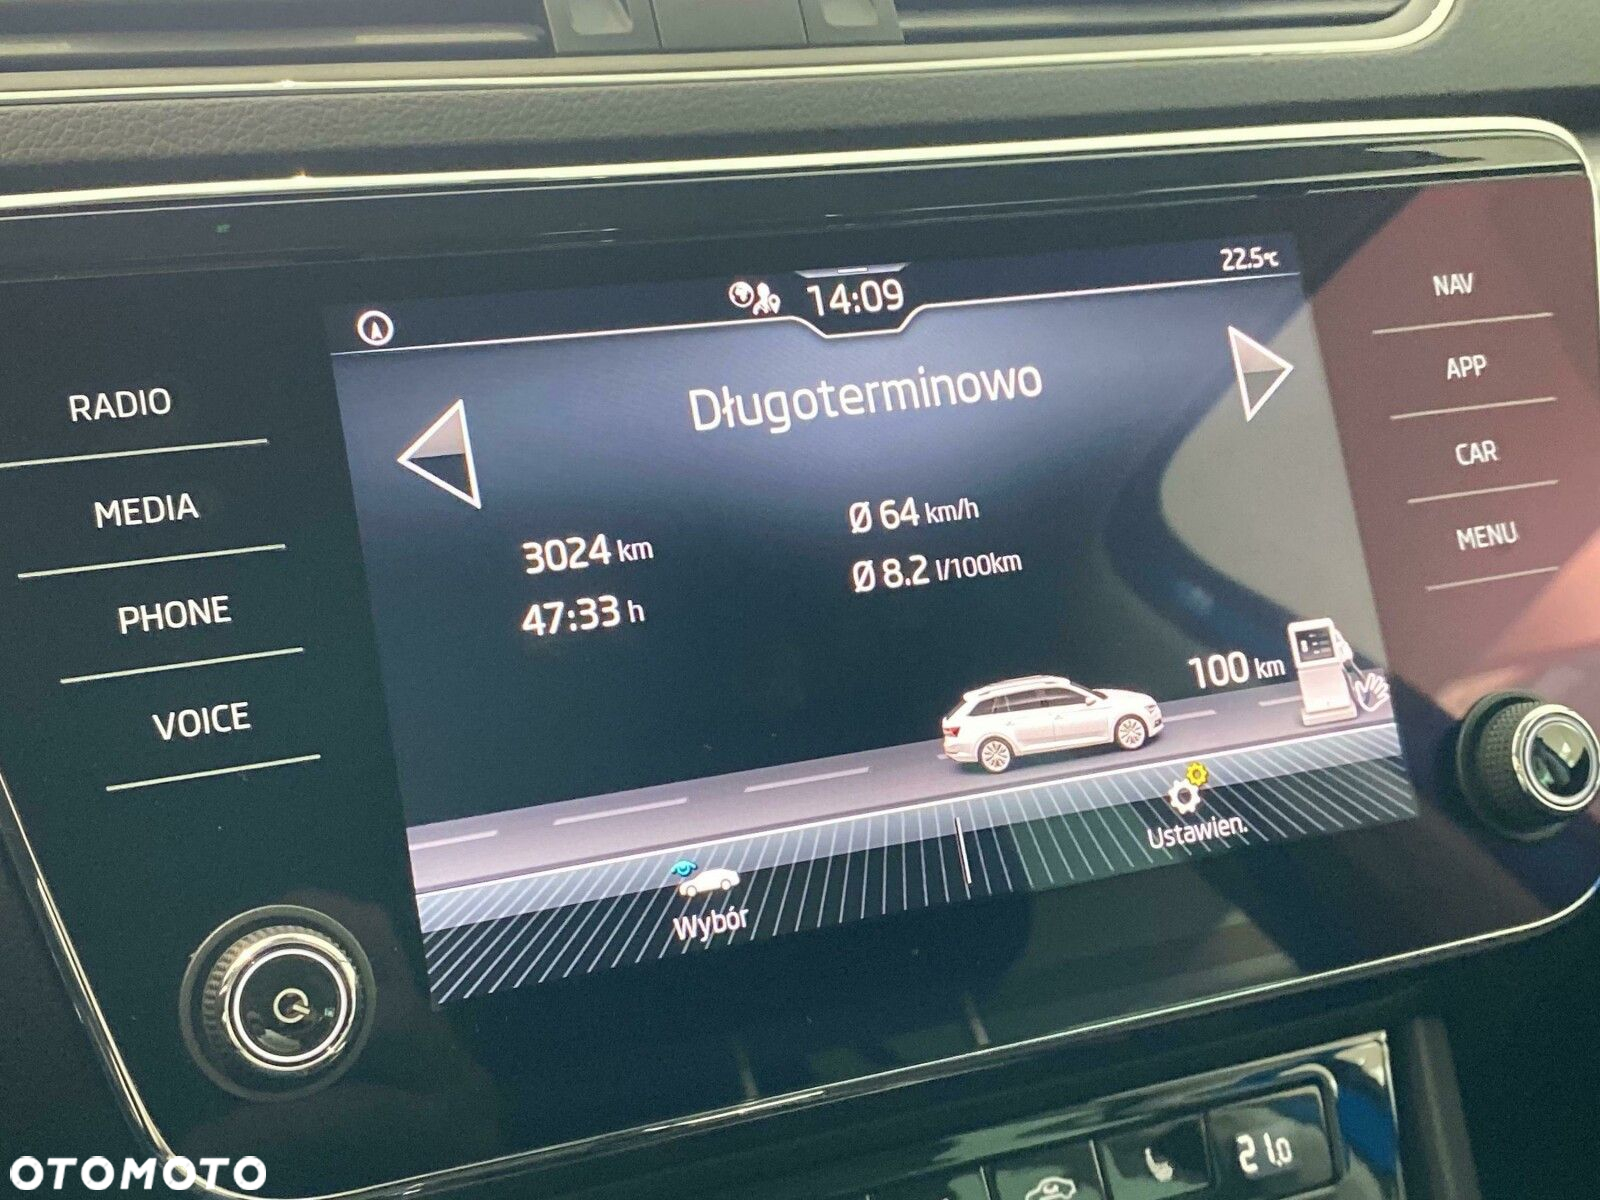 22.5°C
14:09
RADIO
MEDIA
PHONE
VOICE
Długoterminowo
3024 km
47:33 h
Ø 64 km/h
Ø 8.2 l/100km
100 km
Wybór
Ustawien.
NAV
APP
CAR
MENU
21.0
OTOMOTO